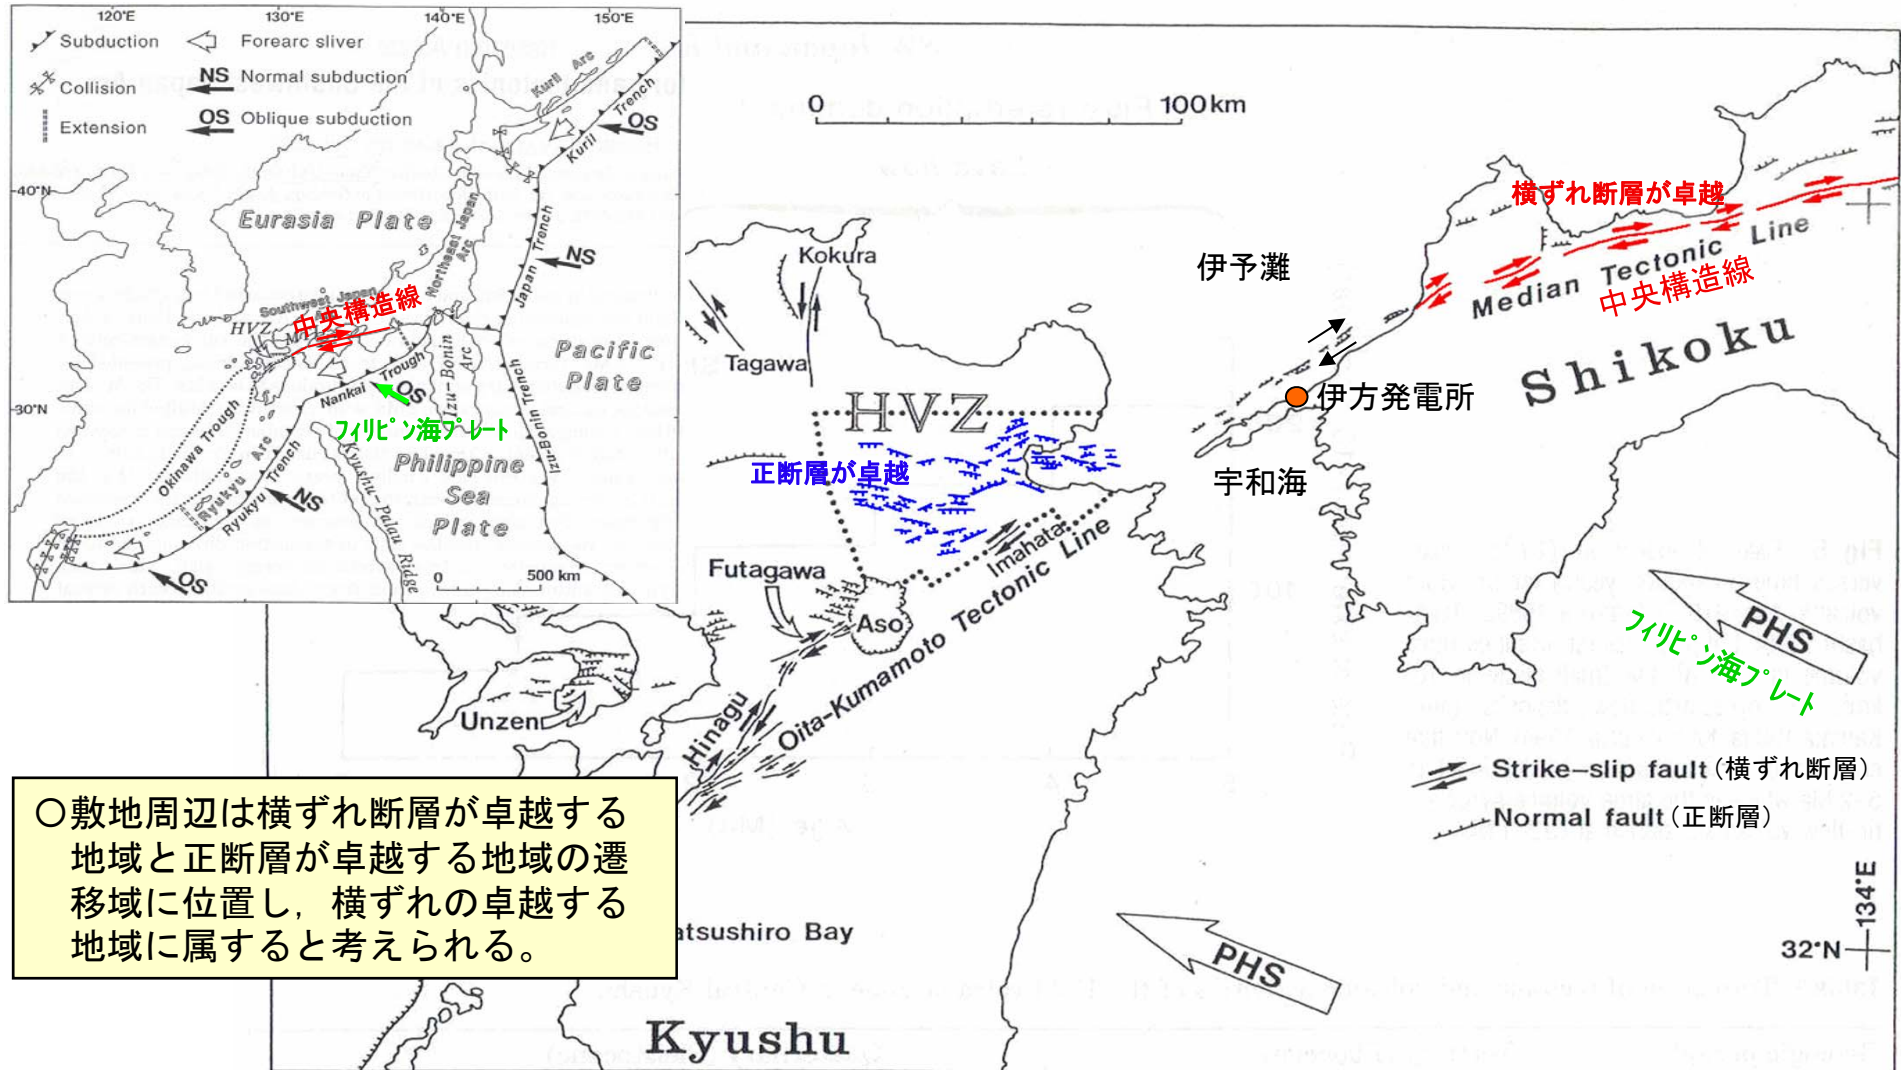 120°E
130°E
140°E
150°E
Subduction
Forearc sliver
Collision
NS Normal subduction
Extension
OS Oblique subduction
Kuril Arc
Kuril Trench
OS
40°N
Eurasia Plate
Northeast Japan Arc
Japan Trench
NS
Southwest Japan
HVZ
中央構造線
Pacific
Plate
Nankai Trough
OS
Izu-Bonin Arc
Izu-Bonin Trench
30°N
フィリピン海プレート
Okinawa Trough
Ryukyu Arc
Ryukyu Trench
NS
Kyushu Palau Ridge
Philippine
Sea
Plate
OS
0
500 km
0
100km
Kokura
Tagawa
伊予灘
横ずれ断層が卓越
Median Tectonic Line
中央構造線
Shikoku
伊方発電所
宇和海
HVZ
正断層が卓越
Imahata
Futagawa
Aso
Oita-Kumamoto Tectonic Line
Unzen
Hinagu
PHS
フィリピン海プレート
Strike-slip fault(横ずれ断層)
Normal fault(正断層)
134°E
32°N
PHS
atsushiro Bay
Kyushu
○敷地周辺は横ずれ断層が卓越する
地域と正断層が卓越する地域の遷
移域に位置し，横ずれの卓越する
地域に属すると考えられる。